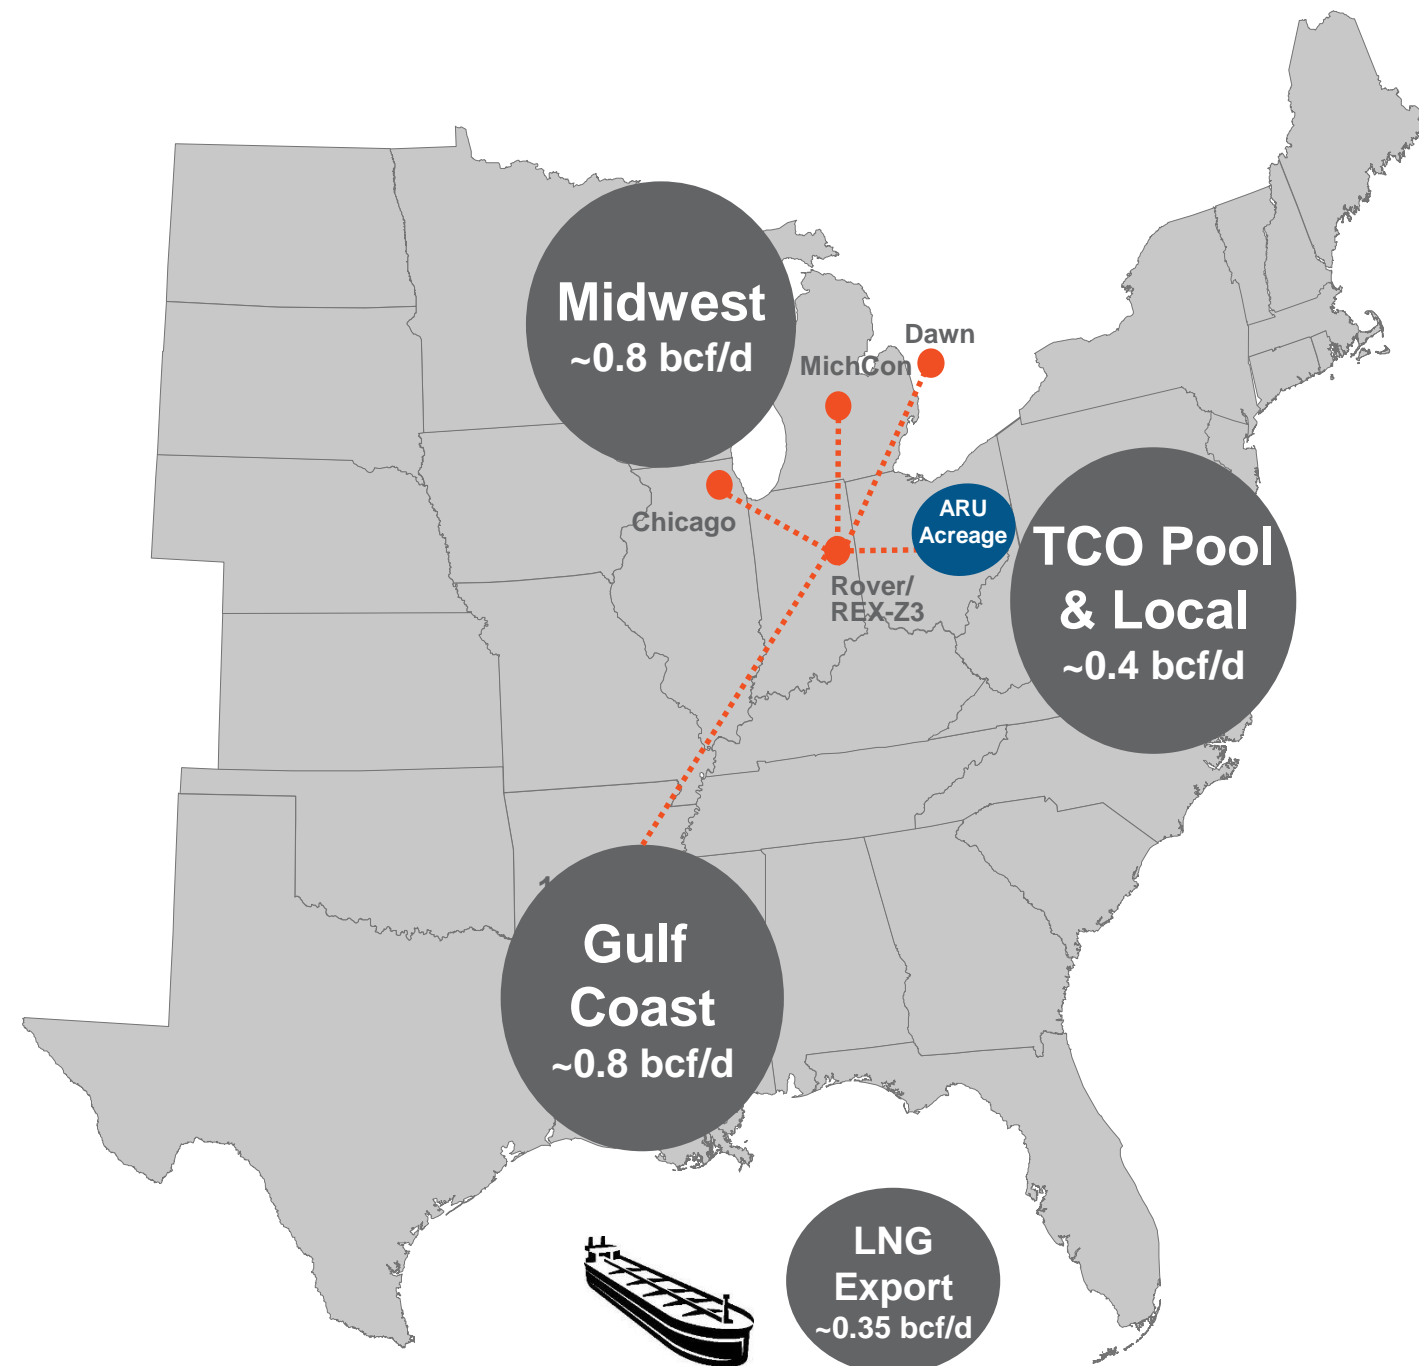 Midwest
~0.8 bcf/d
Dawn
MichCon
Chicago
ARU
Acreage
Rover/
REX-Z3
TCO Pool
& Local
~0.4 bcf/d
Gulf
Coast
~0.8 bcf/d
LNG
Export
~0.35 bcf/d